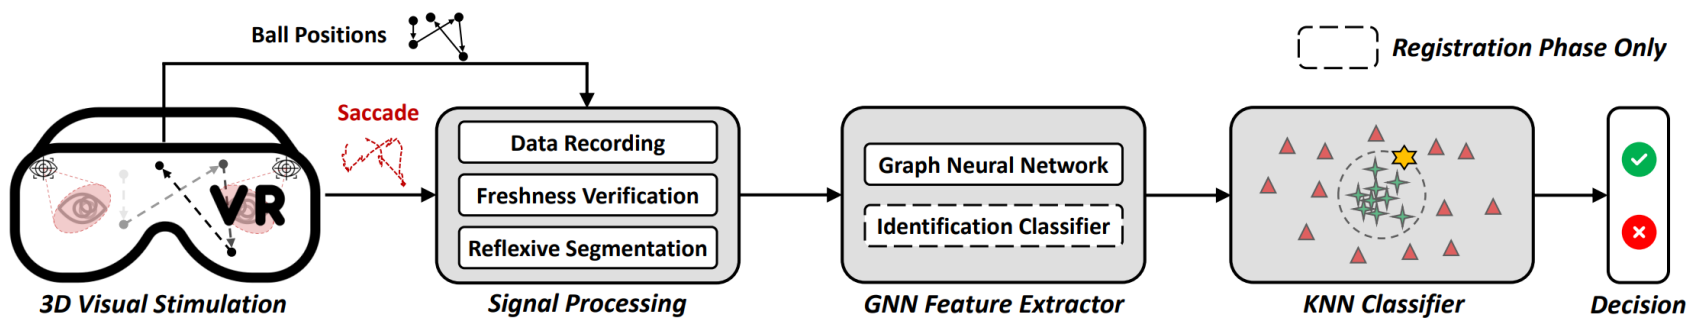 Ball Positions
Registration Phase Only
Saccade
VR
Data Recording
Freshness Verification
Reflexive Segmentation
Graph Neural Network
Identification Classifier
3D Visual Stimulation
Signal Processing
GNN Feature Extractor
KNN Classifier
Decision